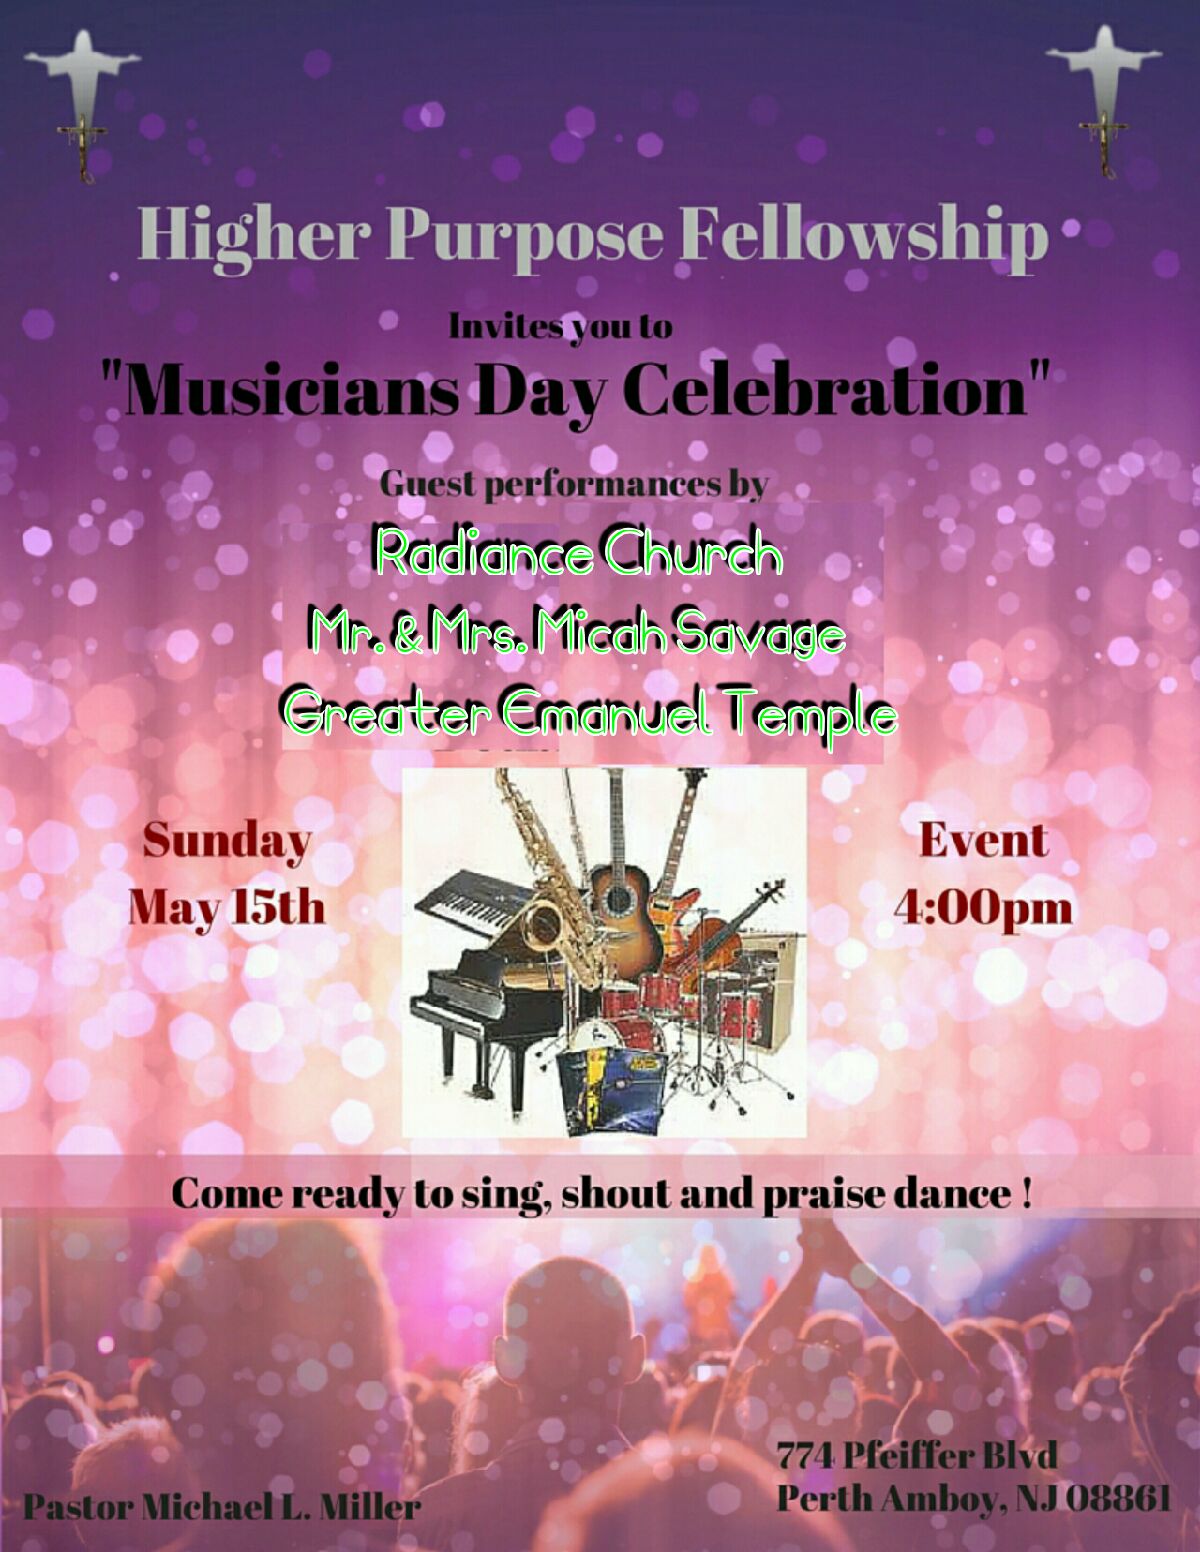 Higher Purpose Fellowship
Invites you to
"Musicians Day Celebration"
Guest performances by
Radiance Church
Mr. & Mrs. Micah Savage
Greater Emanuel Temple
Sunday
May 15th
Event
4:00pm
Come ready to sing, shout and praise dance !
Pastor Michael L. Miller
774 Pfeiffer Blvd
Perth Amboy, NJ 08861